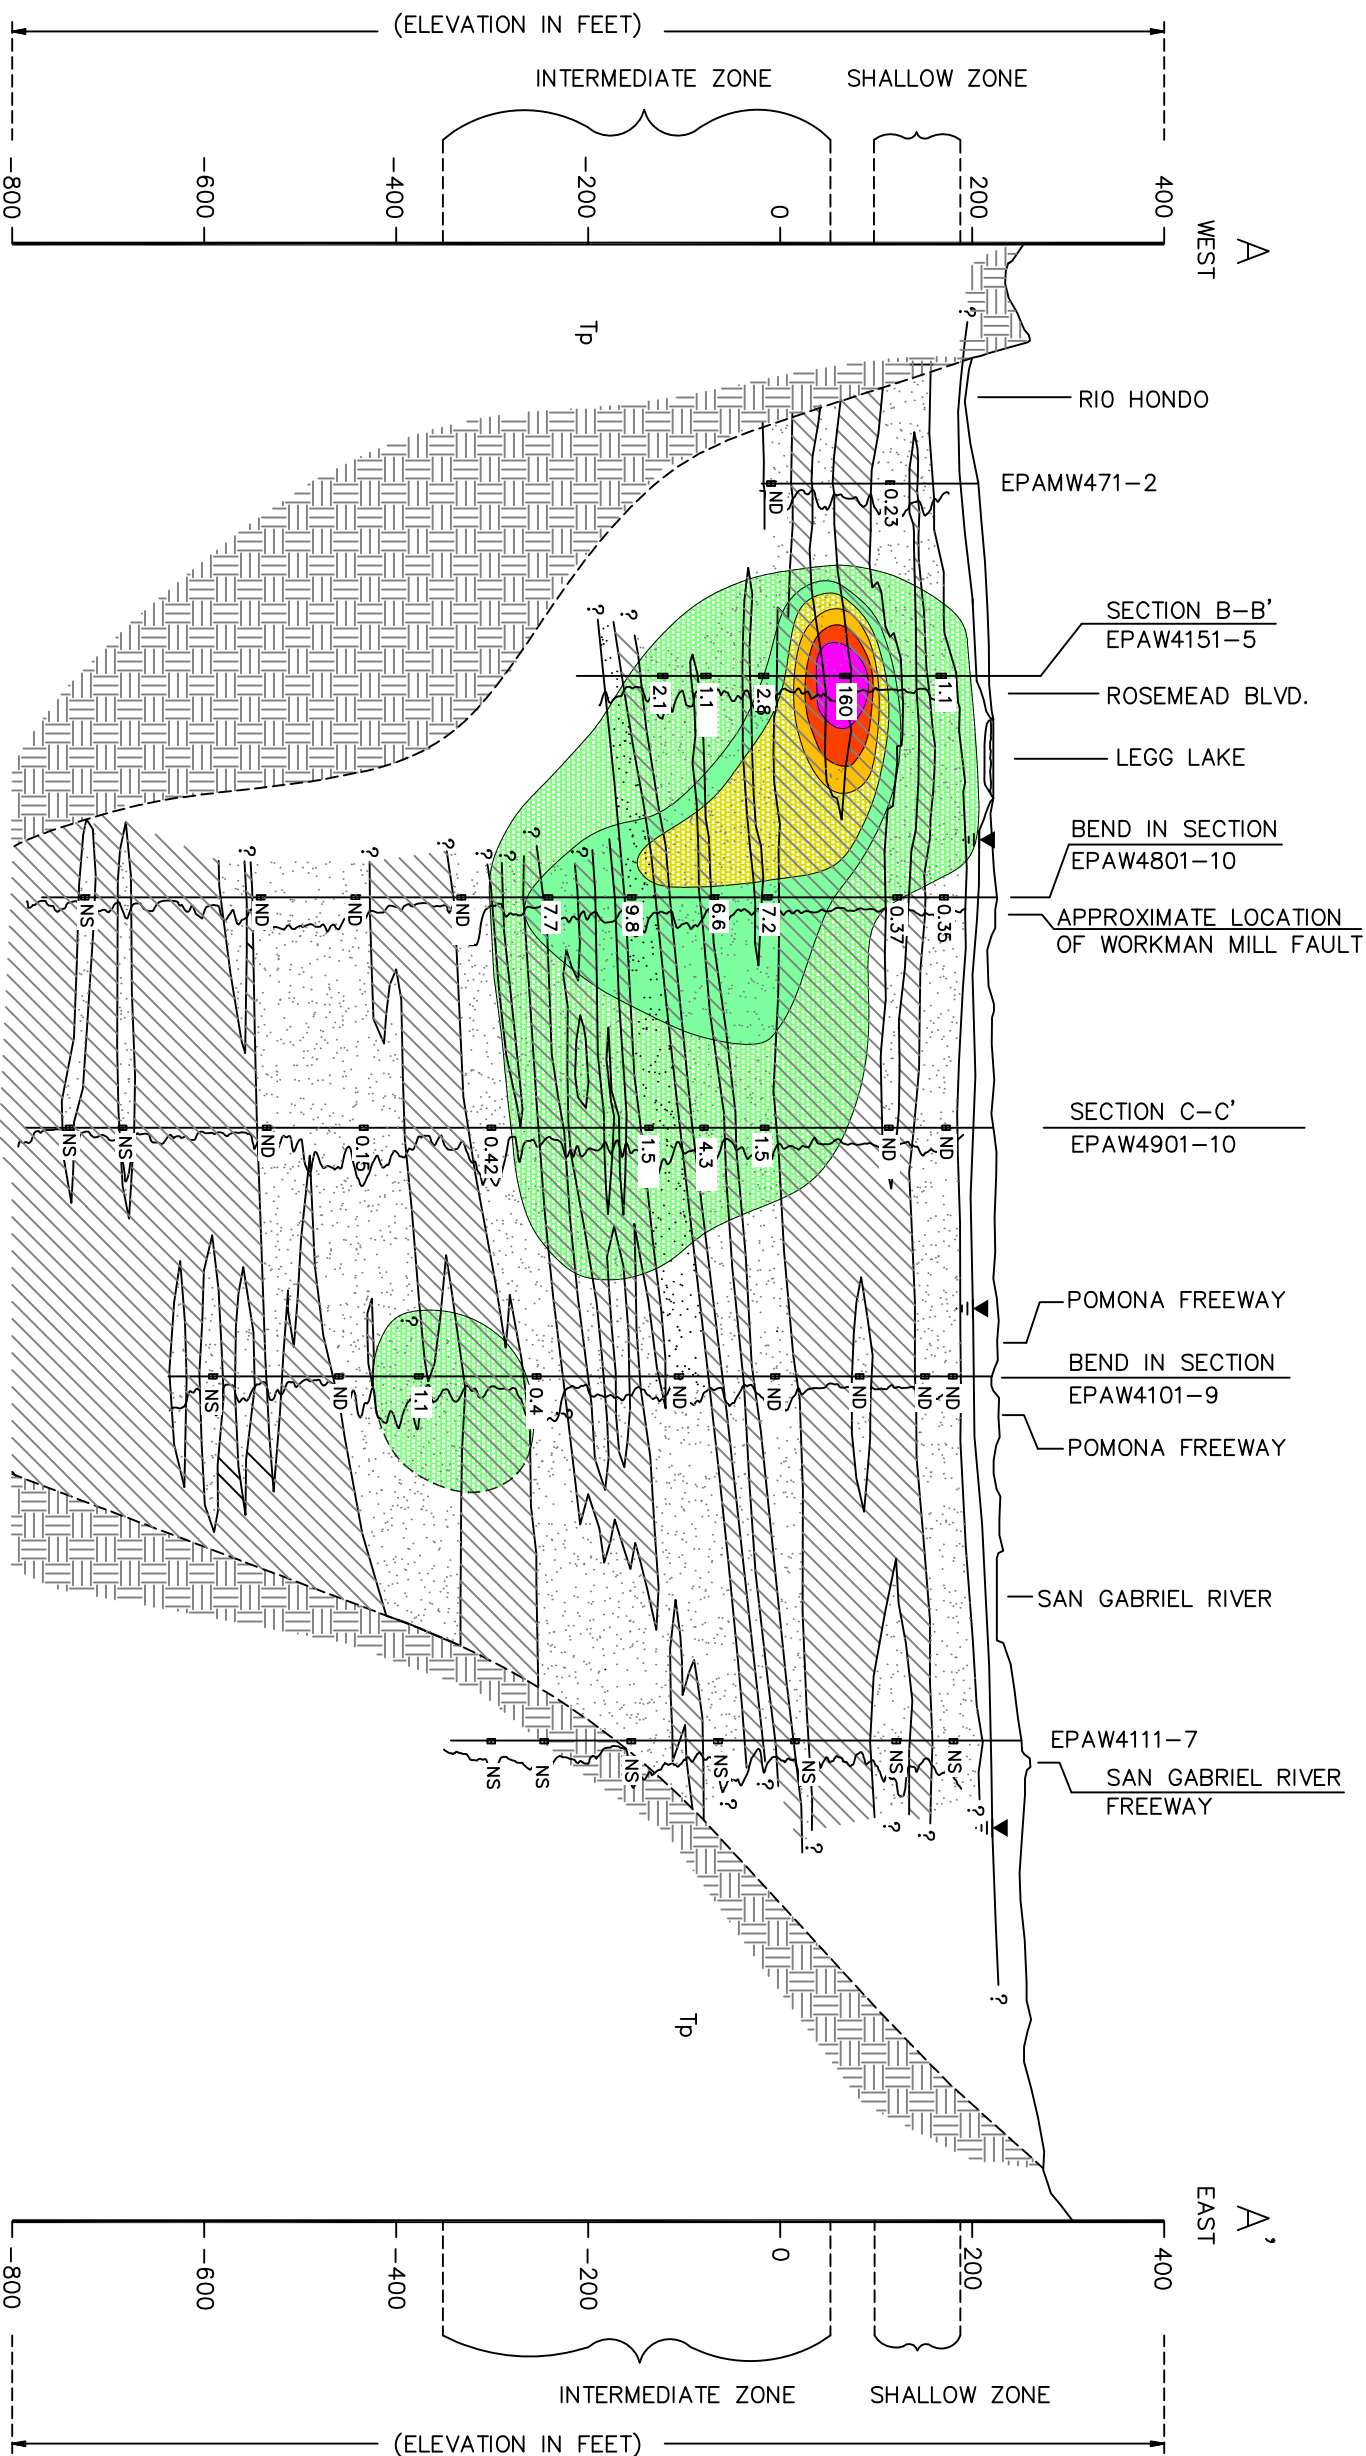 (ELEVATION IN FEET)
INTERMEDIATE ZONE
SHALLOW ZONE
-800
-600
-400
-200
0
200
400
WEST
A
Tp
?
RIO HONDO
EPAMW471-2
ND
0.23
SECTION B-B'
EPAW4151-5
ROSEMEAD BLVD.
LEGG LAKE
? ?
2.1
1.1
2.8
160
1.1
BEND IN SECTION
EPAW4801-10
APPROXIMATE LOCATION
OF WORKMAN MILL FAULT
? ? ? ? ? ? ? ?
NS
ND
ND
ND
7.7
9.8
6.6
7.2
0.37
0.35
SECTION C-C'
EPAW4901-10
NS
NS
ND
0.15
0.42>
1.5
4.3
1.5
ND
ND
POMONA FREEWAY
BEND IN SECTION
EPAW4101-9
POMONA FREEWAY
?
NS
ND
1.1
0.4
?
ND
ND
ND
ND
ND
SAN GABRIEL RIVER
EPAW4111-7
SAN GABRIEL RIVER
FREEWAY
NS
NS
NS
NS>
NS
NS
NS
? ? ? ? ? ?
?
Tp
EAST
A'
-800
-600
-400
-200
0
200
400
INTERMEDIATE ZONE
SHALLOW ZONE
(ELEVATION IN FEET)